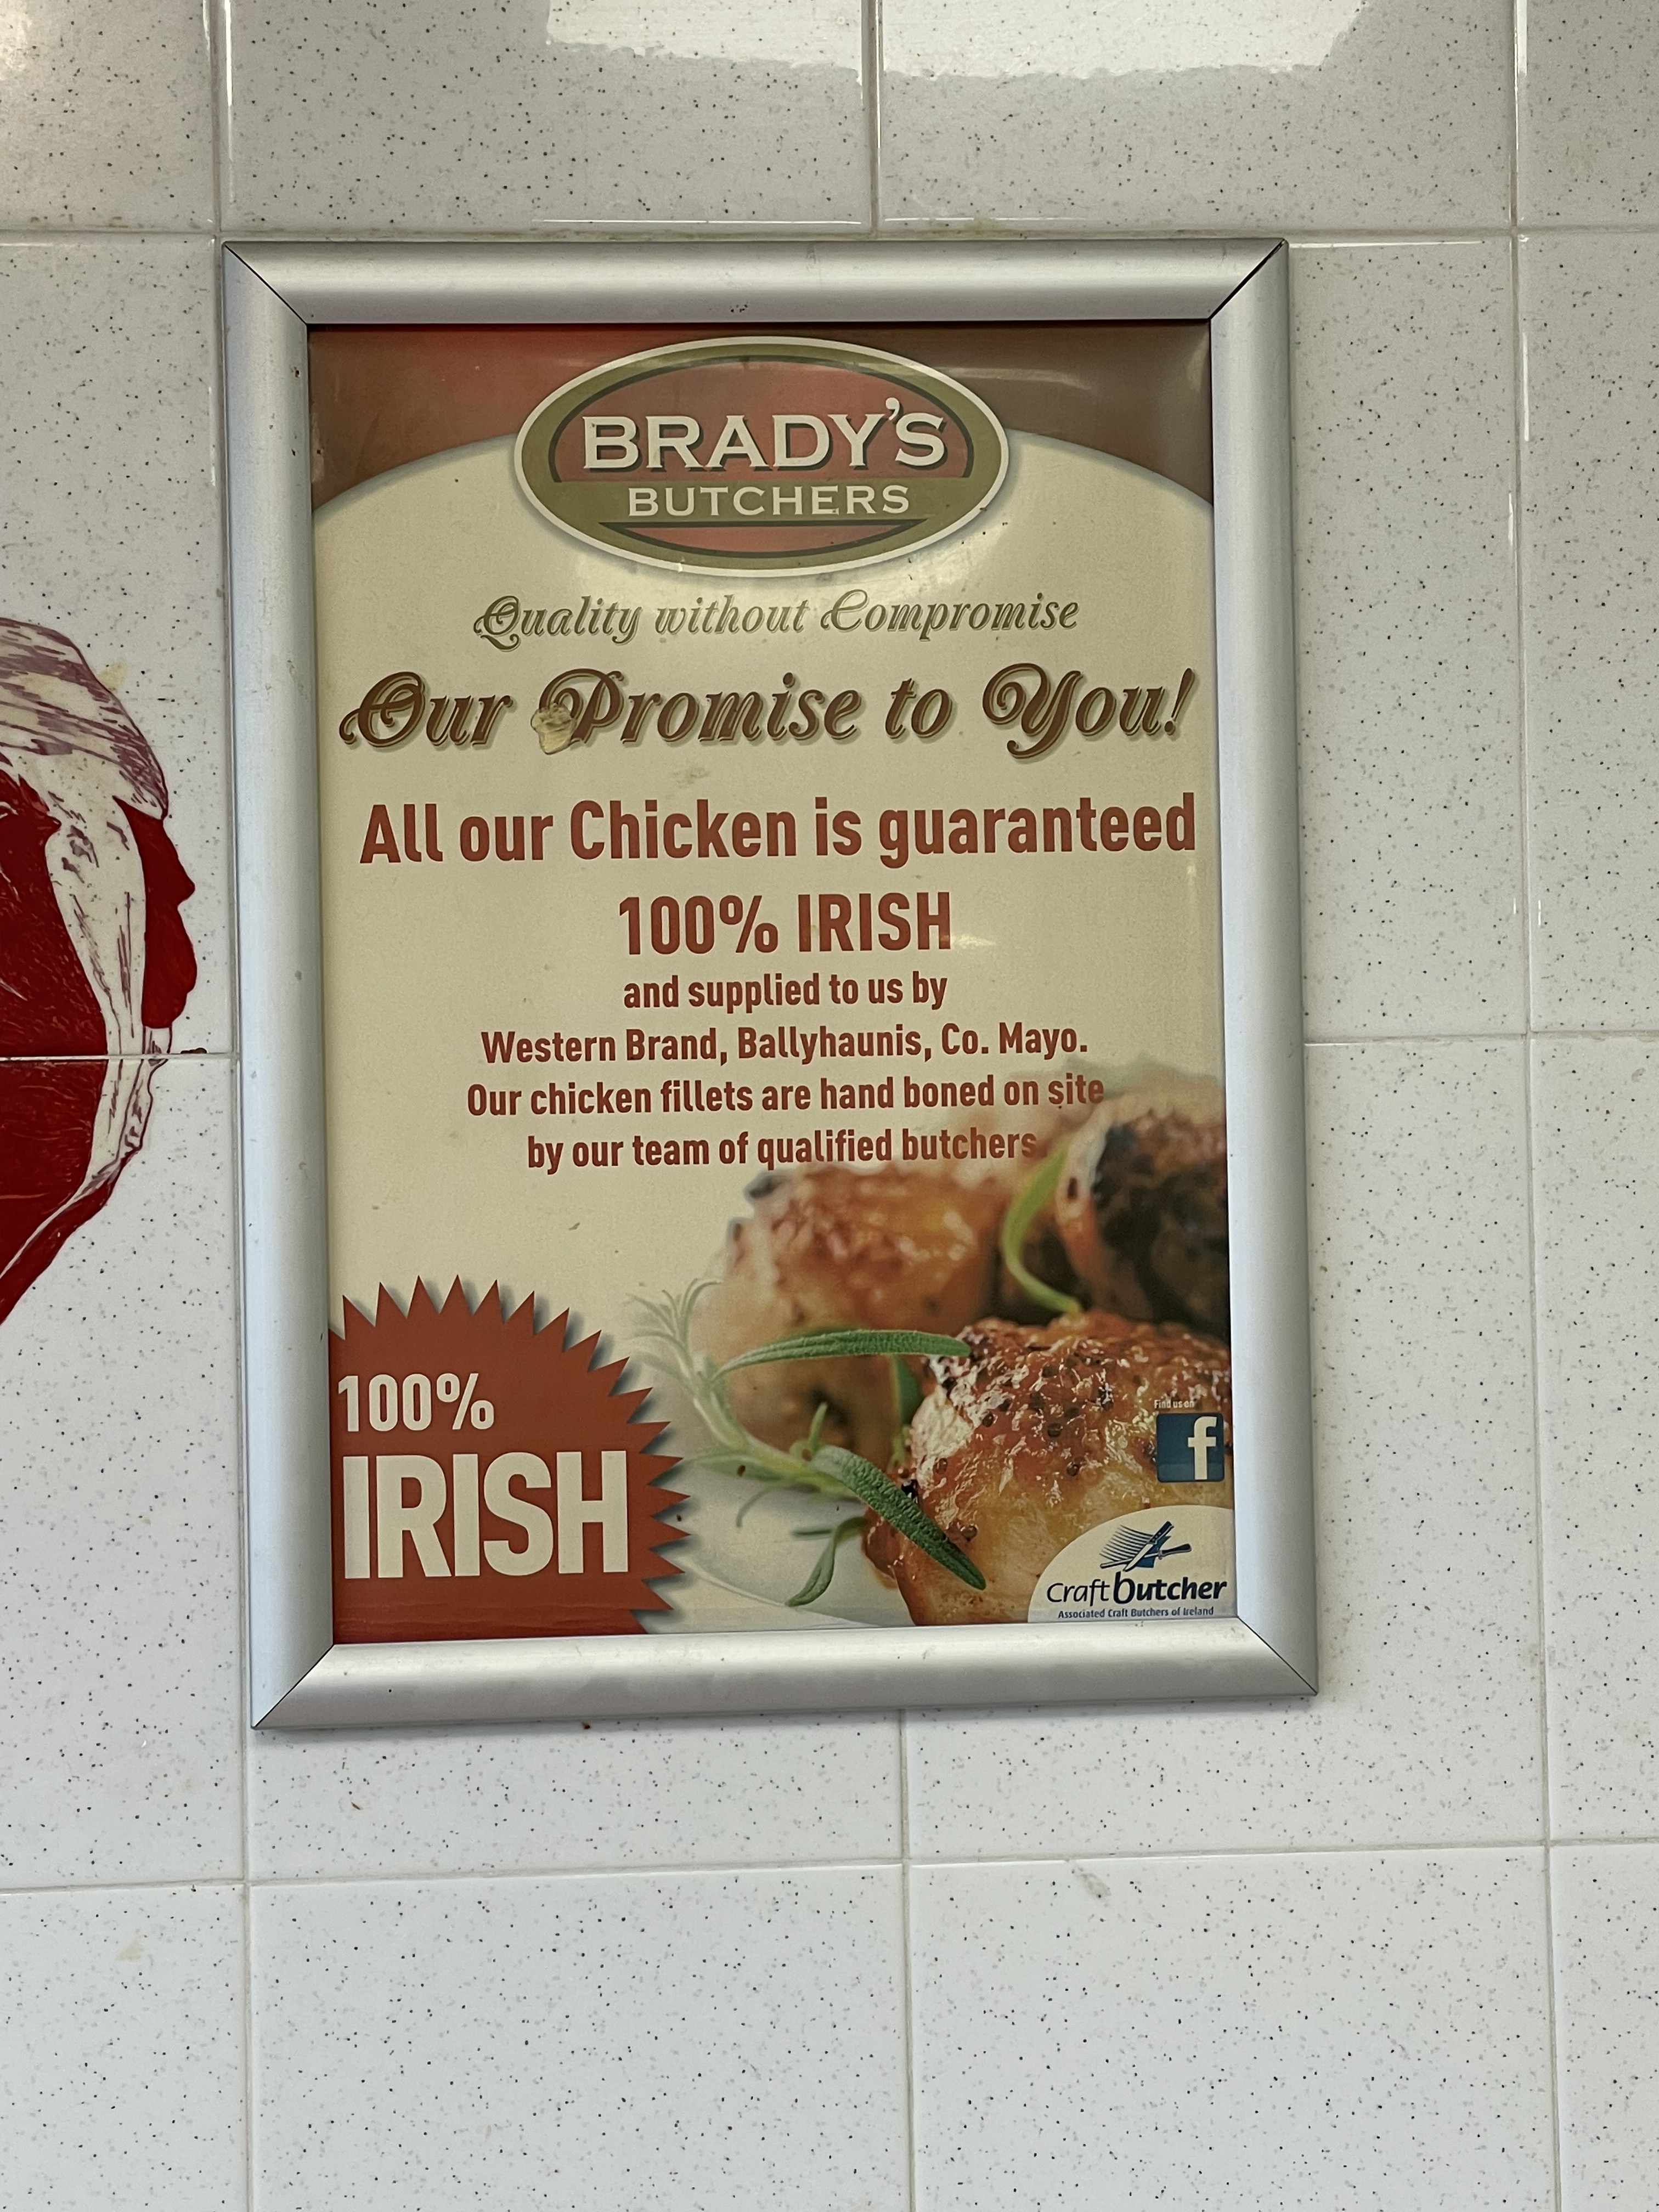 BRADY'S
BUTCHERS
Quality without Compromise
Our Promise to You!
All our Chicken is guaranteed
100% IRISH
and supplied to us by
Western Brand, Ballyhaunis, Co. Mayo.
Our chicken fillets are hand boned on site
by our team of qualified butchers.
100%
IRISH
Find us on
f
Craft Butcher
Associated Craft Butchers of Ireland